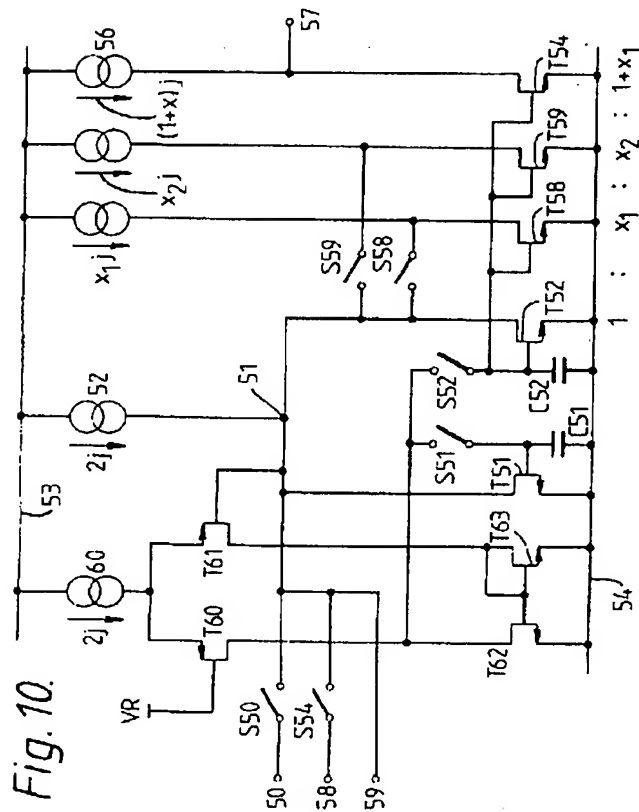 Fig. 10.
53
2j
60
2j
52
x1j
x2j
(1+x)j
56
57
VR
T60
T61
51
S59
S58
50
S50
58
S54
59
S51
S52
T62
T63
T51
C51
C52
T52
T58
T59
T54
54
1 : x1 : x2 : 1+x1